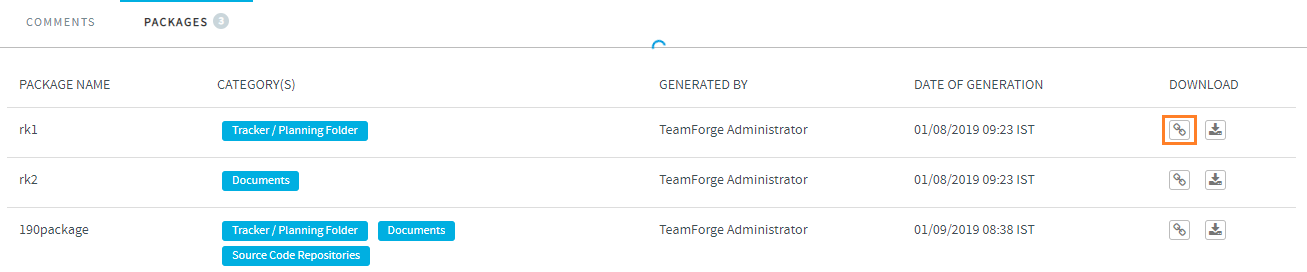 COMMENTS PACKAGES 3
PACKAGE NAME CATEGORY(S) GENERATED BY DATE OF GENERATION DOWNLOAD
rk1 Tracker / Planning Folder TeamForge Administrator 01/08/2019 09:23 IST
rk2 Documents TeamForge Administrator 01/08/2019 09:23 IST
190package Tracker / Planning Folder Documents TeamForge Administrator 01/09/2019 08:38 IST
Source Code Repositories